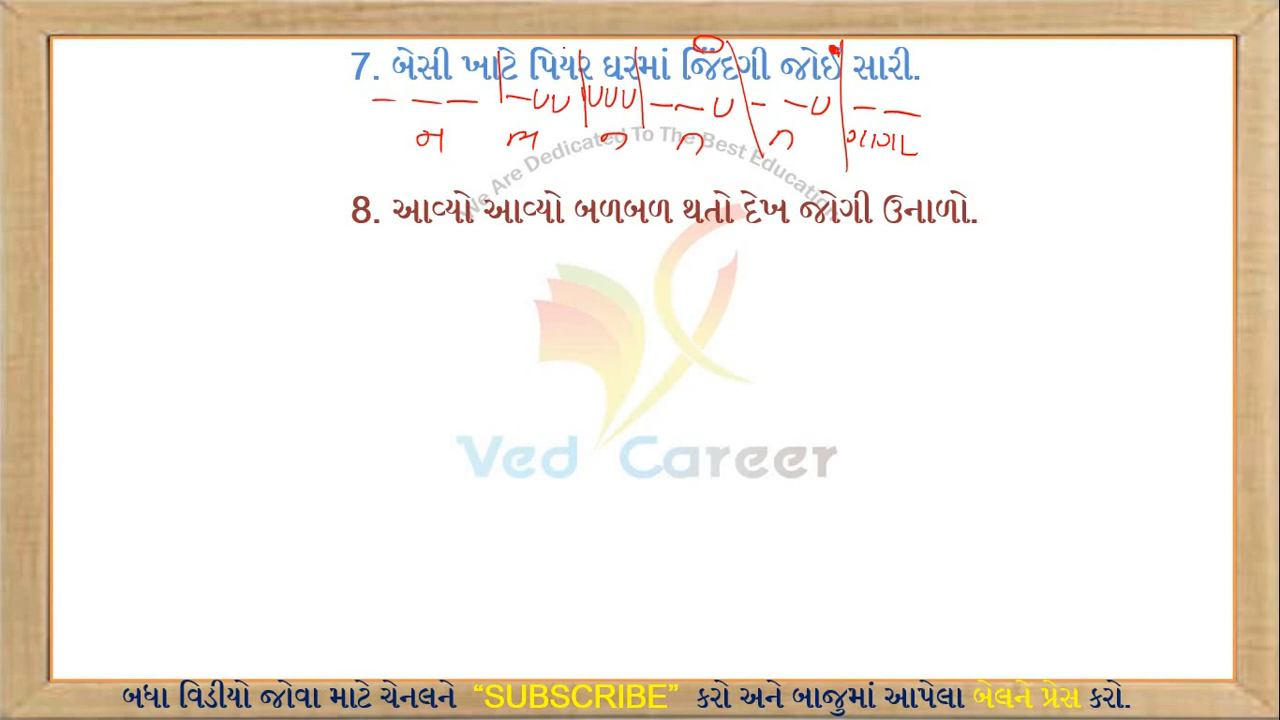 7. બેસી ખાટે પિયર ઘરમાં જિંદગી જોઈ સારી.
– – – – U U U U U – – U – – U – –
મ ભ ન ત ત ગાગા
We Are Dedicated To The Best Education
8. આવ્યો આવ્યો બળબળ થતો દેખ જોગી ઉનાળો.
Ved Career
બધા વિડીયો જોવા માટે ચેનલને “SUBSCRIBE” કરો અને બાજુમાં આપેલા બેલને પ્રેસ કરો.